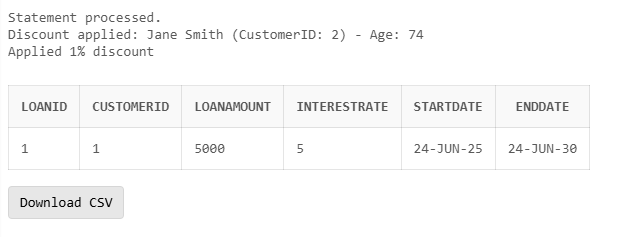 Statement processed.
Discount applied: Jane Smith (CustomerID: 2) - Age: 74
Applied 1% discount
LOANID CUSTOMERID LOANAMOUNT INTERESTRATE STARTDATE ENDDATE
1 1 5000 5 24-JUN-25 24-JUN-30
Download CSV